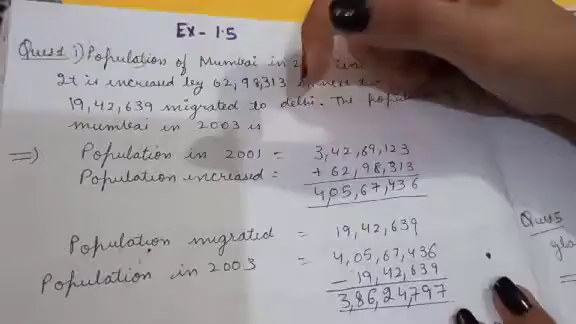 Ex - 1.5
Ques 1 i) Population of Mumbai in
It is increased by 62,98,313
19,42,639 migrated to delhi. The
mumbai in 2003 is
=> Population in 2001 = 3,42,69,123
Population increased = + 62,98,313
4,05,67,436
Population migrated = 19,42,639
Population in 2003 = 4,05,67,436
- 19,42,639
3,86,24,797
Ques 5